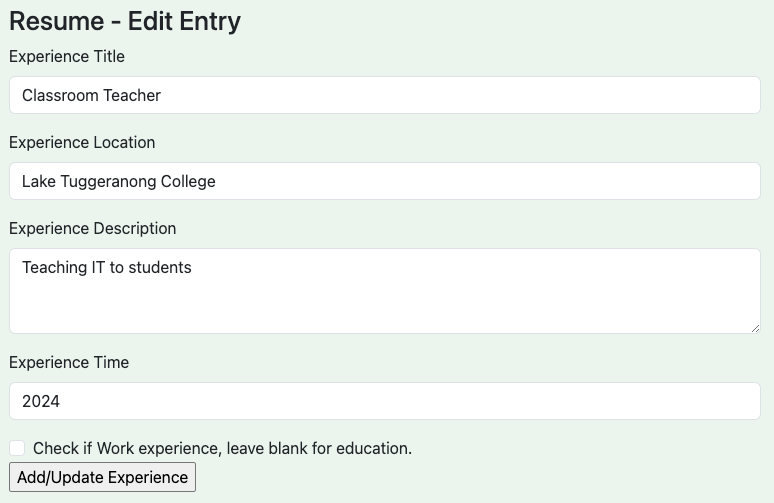 Resume - Edit Entry
Experience Title
Classroom Teacher
Experience Location
Lake Tuggeranong College
Experience Description
Teaching IT to students
Experience Time
2024
Check if Work experience, leave blank for education.
Add/Update Experience